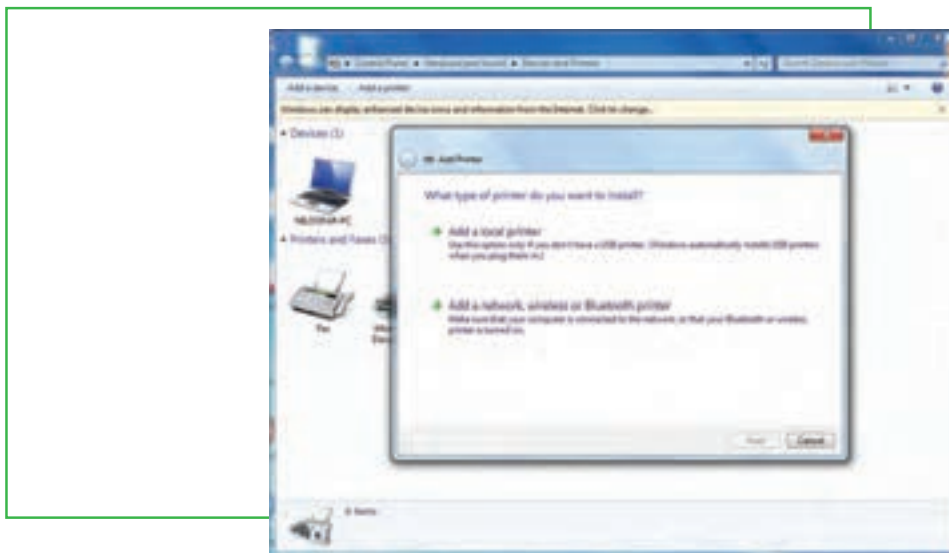 Control Panel ▸ Hardware and Sound ▸ Devices and Printers
Add a device Add a printer
Windows can display enhanced device icons and information from the Internet. Click to change...
Devices (1)
Printers and Faxes
Fax
Add Printer
What type of printer do you want to install?
Add a local printer
Use this option only if you don't have a USB printer. (Windows automatically installs USB printers
when you plug them in.)
Add a network, wireless or Bluetooth printer
Make sure that your computer is connected to the network, or that your Bluetooth or wireless
printer is turned on.
Next Cancel
6 items